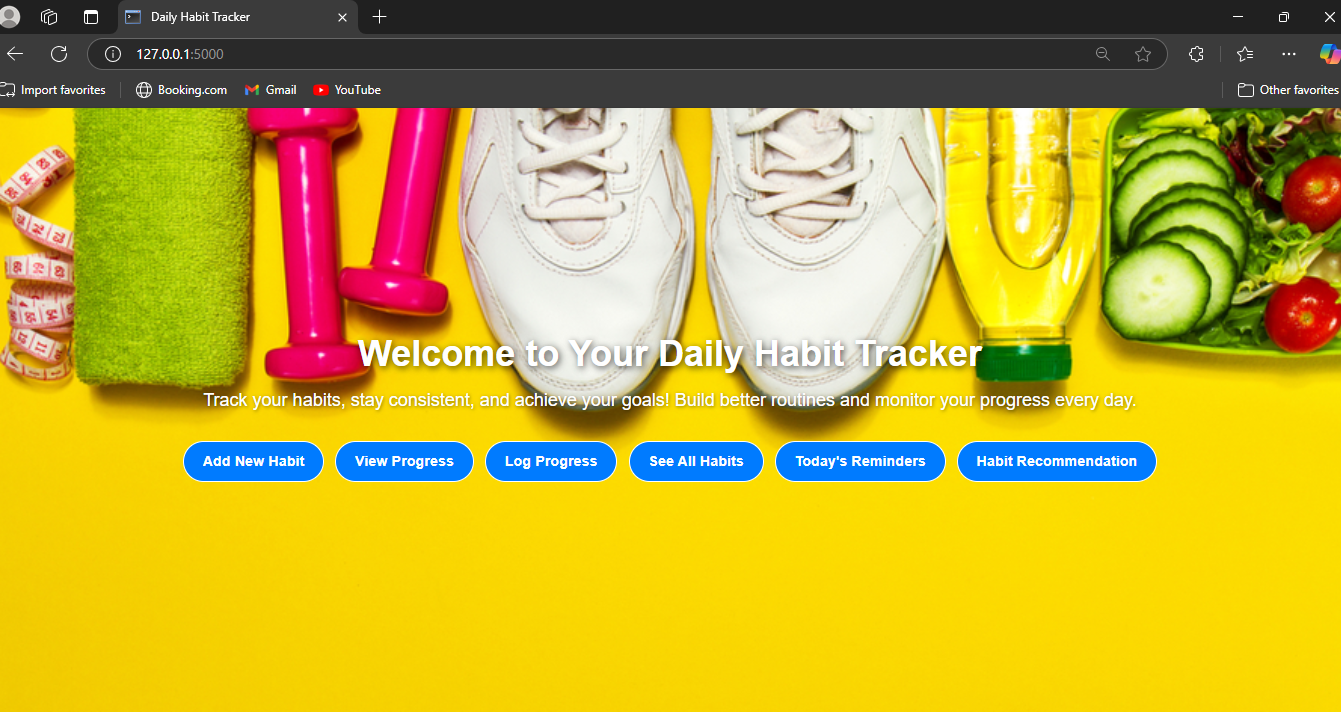 Daily Habit Tracker
127.0.0.1:5000
Import favorites
Booking.com
Gmail
YouTube
Other favorites
Welcome to Your Daily Habit Tracker
Track your habits, stay consistent, and achieve your goals! Build better routines and monitor your progress every day.
Add New Habit
View Progress
Log Progress
See All Habits
Today's Reminders
Habit Recommendation